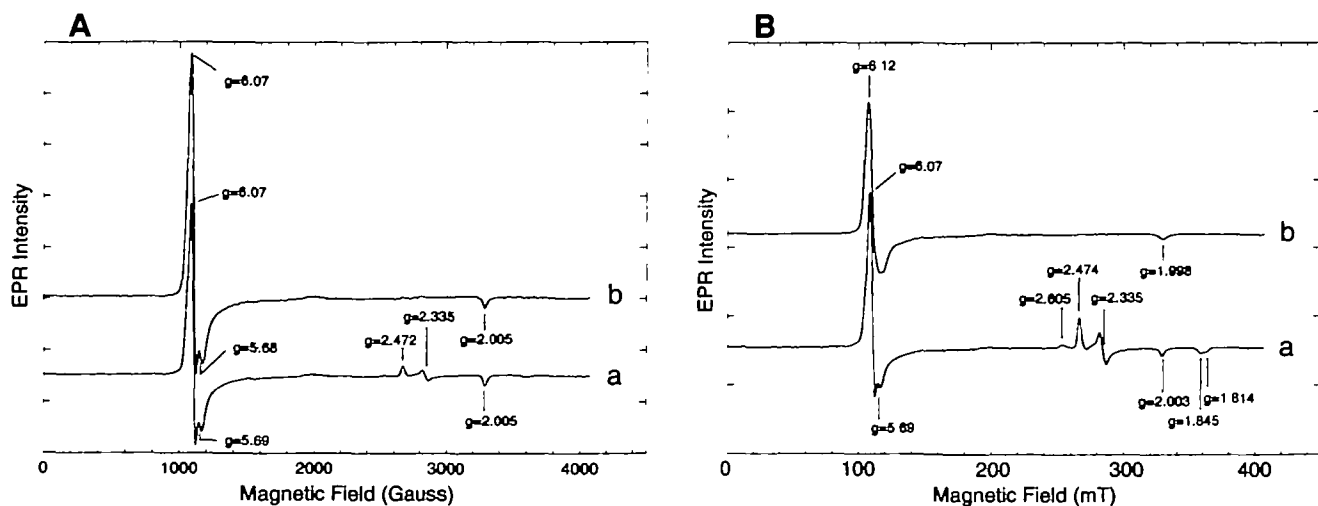 A
g=6.07
g=6.07
EPR Intensity
b
g=2.335
g=2.472
g=2.005
g=5.68
a
g=2.005
g=5.69
0 1000 2000 3000 4000
Magnetic Field (Gauss)
B
g=6 12
g=6.07
EPR Intensity
b
g=2.474
g=1.998
g=2.605
g=2.335
a
g=2.003
g=1 814
g=1.845
g=5 69
0 100 200 300 400
Magnetic Field (mT)